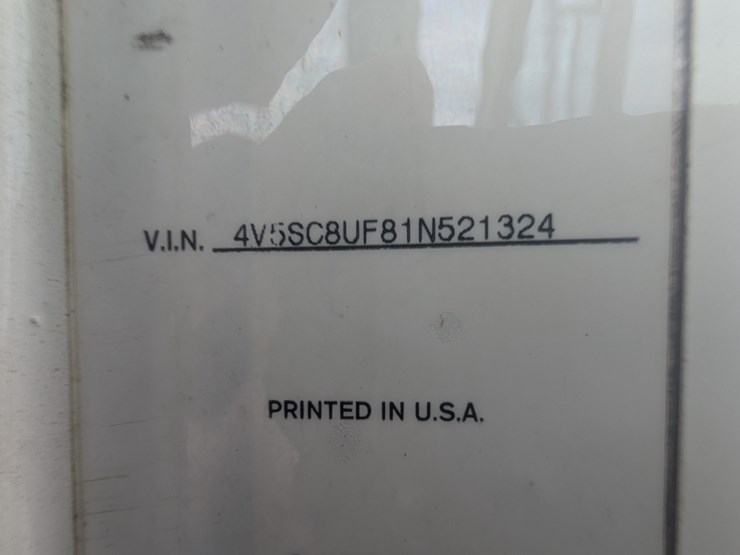 V.I.N. 4V5SC8UF81N521324
PRINTED IN U.S.A.